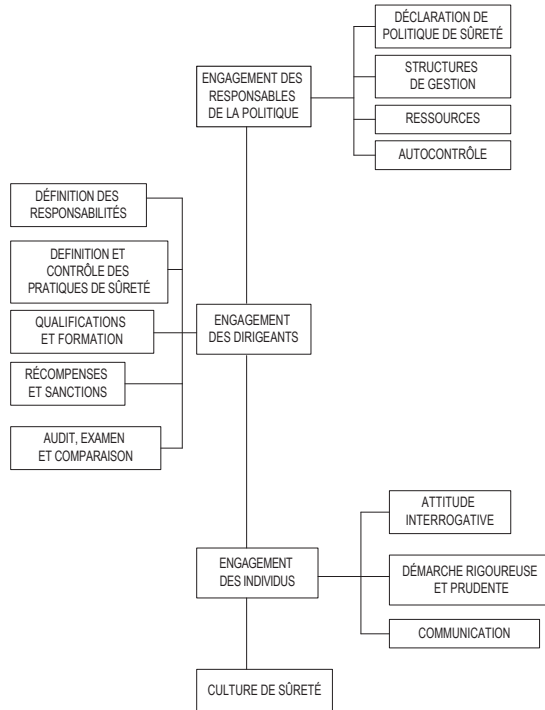 DÉCLARATION DE
POLITIQUE DE SÛRETÉ
ENGAGEMENT DES
RESPONSABLES
DE LA POLITIQUE
STRUCTURES
DE GESTION
RESSOURCES
AUTOCONTRÔLE
DÉFINITION DES
RESPONSABILITÉS
DEFINITION ET
CONTRÔLE DES
PRATIQUES DE SÛRETÉ
QUALIFICATIONS
ET FORMATION
ENGAGEMENT
DES DIRIGEANTS
RÉCOMPENSES
ET SANCTIONS
AUDIT, EXAMEN
ET COMPARAISON
ATTITUDE
INTERROGATIVE
ENGAGEMENT
DES INDIVIDUS
DÉMARCHE RIGOUREUSE
ET PRUDENTE
COMMUNICATION
CULTURE DE SÛRETÉ